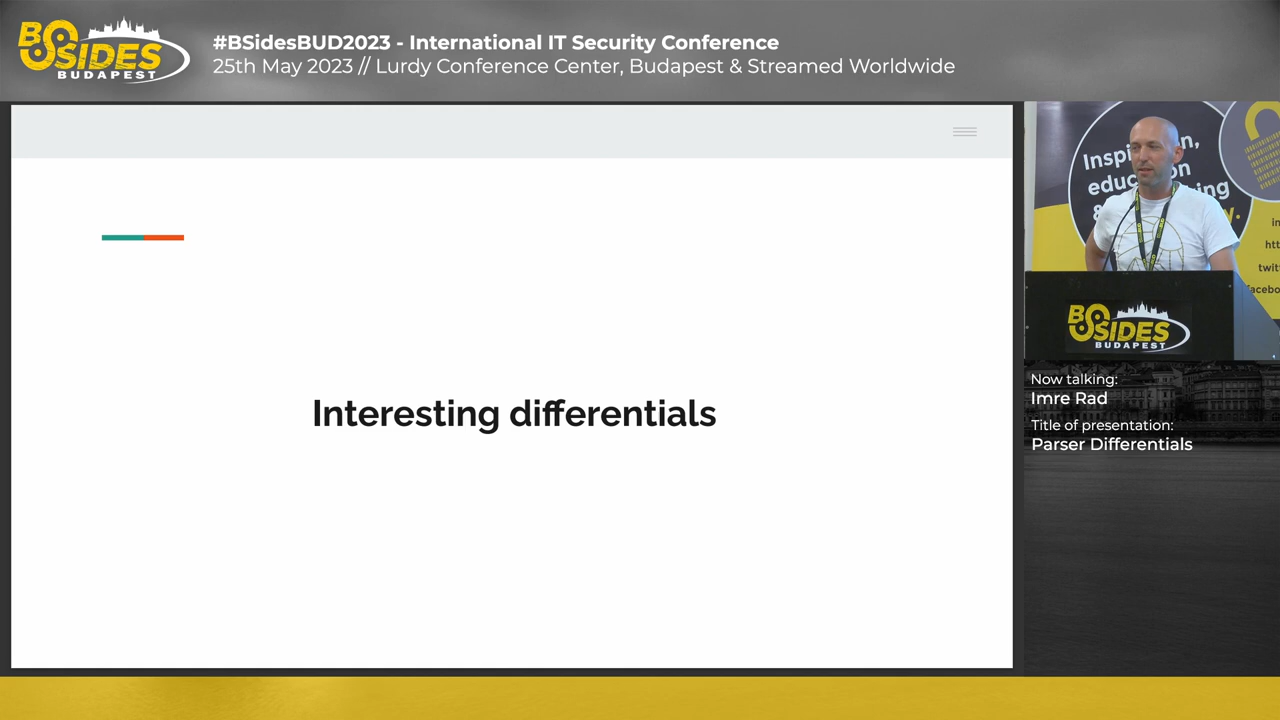 BSIDES
BUDAPEST
#BSidesBUD2023 - International IT Security Conference
25th May 2023 // Lurdy Conference Center, Budapest & Streamed Worldwide
Interesting differentials
BSIDES
BUDAPEST
Now talking:
Imre Rad
Title of presentation:
Parser Differentials